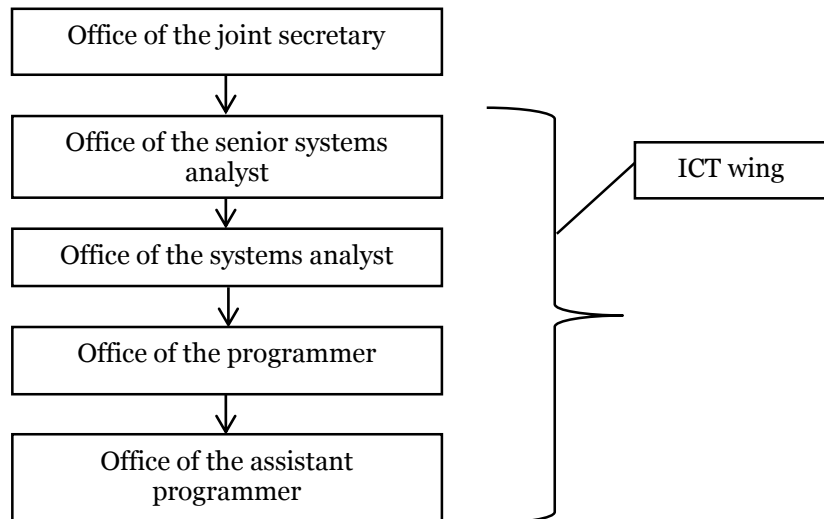 Office of the joint secretary
Office of the senior systems
analyst
ICT wing
Office of the systems analyst
Office of the programmer
Office of the assistant
programmer